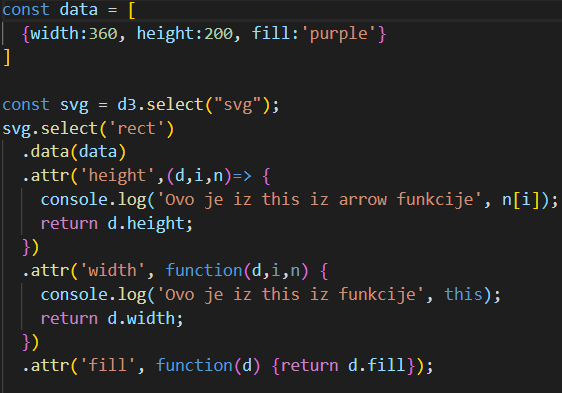 const data = [
  {width:360, height:200, fill:'purple'}
]

const svg = d3.select("svg");
svg.select('rect')
  .data(data)
  .attr('height',(d,i,n)=> {
    console.log('Ovo je iz this iz arrow funkcije', n[i]);
    return d.height;
  })
  .attr('width', function(d,i,n) {
    console.log('Ovo je iz this iz funkcije', this);
    return d.width;
  })
  .attr('fill', function(d) {return d.fill});